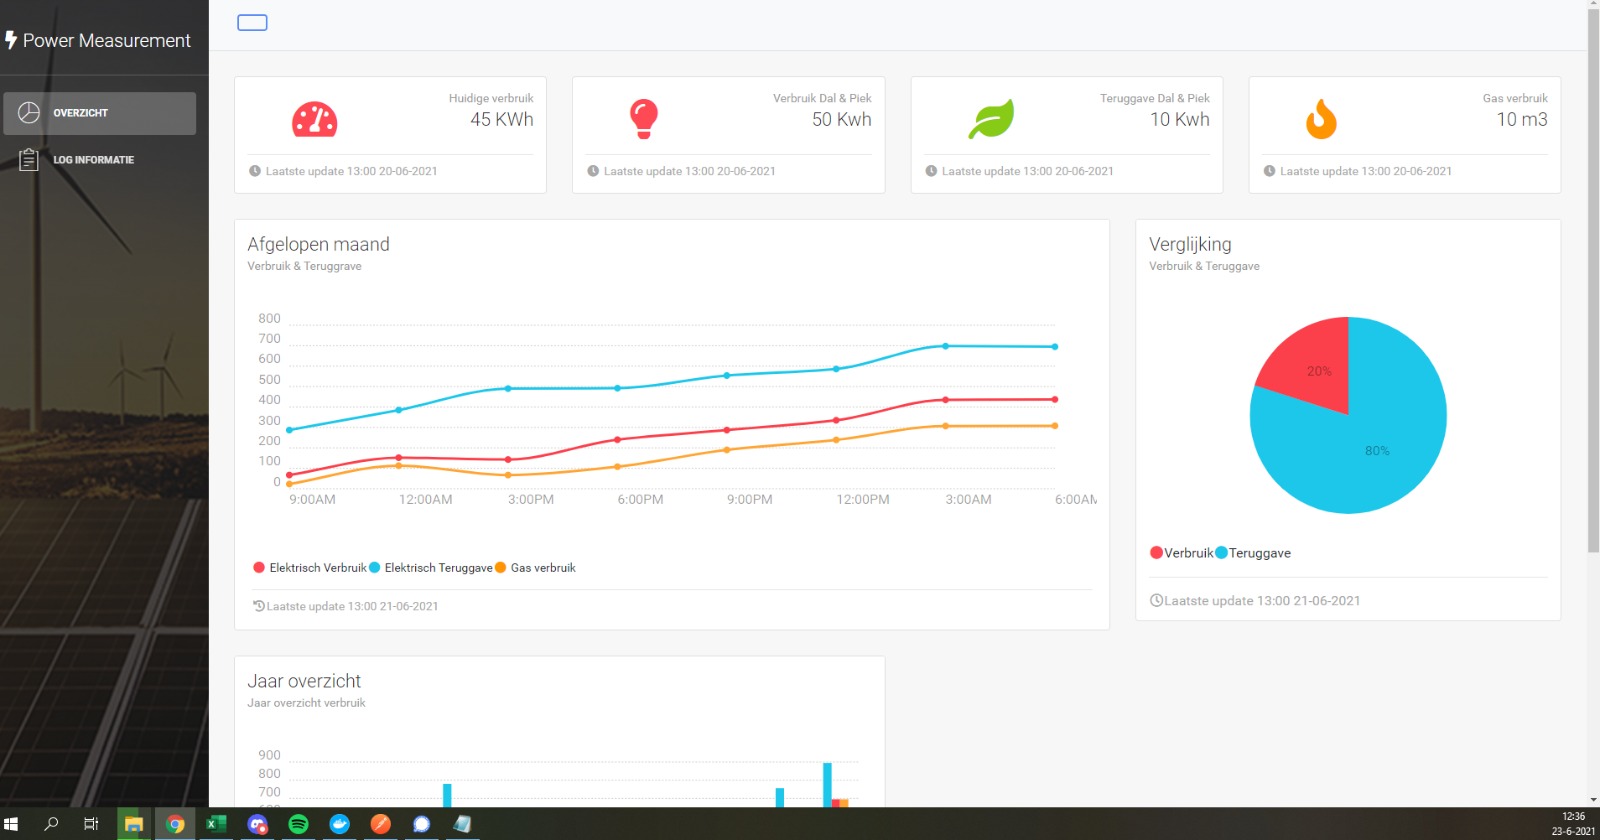 Power Measurement
OVERZICHT
LOG INFORMATIE
Huidige verbruik
45 KWh
Laatste update 13:00 20-06-2021
Verbruik Dal & Piek
50 Kwh
Laatste update 13:00 20-06-2021
Teruggave Dal & Piek
10 Kwh
Laatste update 13:00 20-06-2021
Gas verbruik
10 m3
Laatste update 13:00 20-06-2021
Afgelopen maand
Verbruik & Teruggrave
800
700
600
500
400
300
200
100
0
9:00AM 12:00AM 3:00PM 6:00PM 9:00PM 12:00PM 3:00AM 6:00AM
Elektrisch Verbruik Elektrisch Teruggave Gas verbruik
Laatste update 13:00 21-06-2021
Verglijking
Verbruik & Teruggave
20%
80%
Verbruik Teruggave
Laatste update 13:00 21-06-2021
Jaar overzicht
Jaar overzicht verbruik
900
800
700
600
12:36
23-6-2021